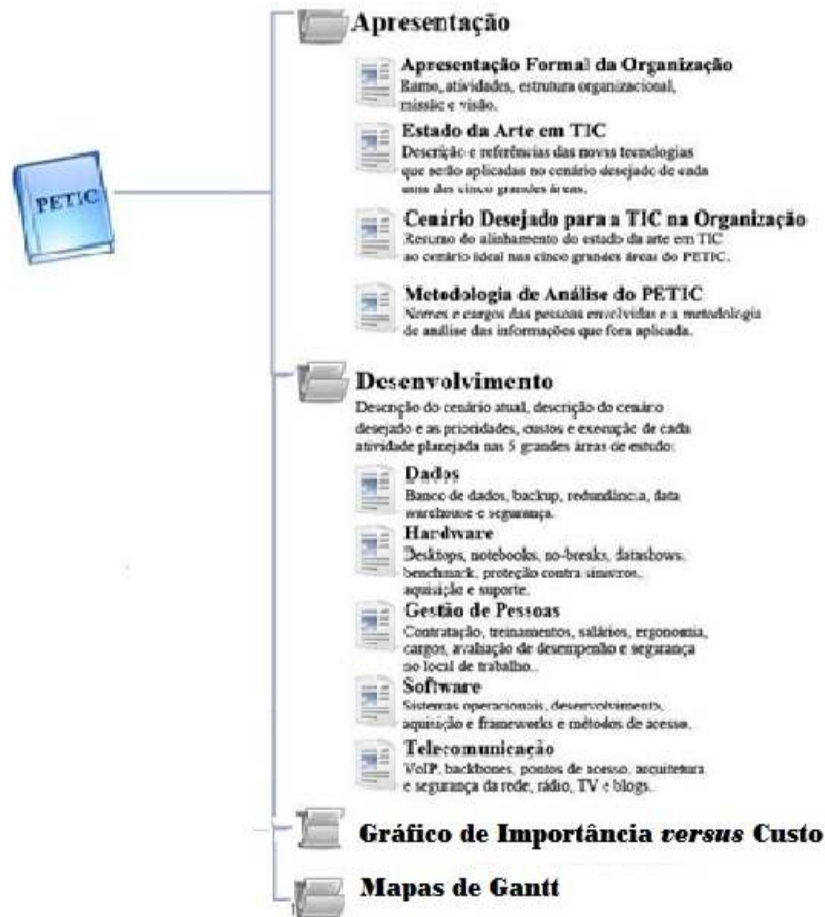 Apresentação
Apresentação Formal da Organização
Ramo, atividades, estrutura organizacional,
missão e visão.
PETIC
Estado da Arte em TIC
Descrição e referências das novas tecnologias
que serão aplicadas no cenário desejado de cada
uma das cinco grandes áreas.
Cenário Desejado para a TIC na Organização
Resumo do alinhamento do estado da arte em TIC
ao cenário ideal nas cinco grandes áreas do PETIC.
Metodologia de Análise do PETIC
Nomes e cargos das pessoas envolvidas e a metodologia
de análise das informações que fora aplicada.
Desenvolvimento
Descrição do cenário atual, descrição do cenário
desejado e as prioridades, custos e execução de cada
atividade planejada nas 5 grandes áreas de estudo:
Dados
Banco de dados, backup, redundância, data
warehouse e segurança.
Hardware
Desktops, notebooks, no-breaks, datashows,
benchmark, proteção contra sinistros,
aquisição e suporte.
Gestão de Pessoas
Contratação, treinamentos, salários, ergonomia,
cargos, avaliação de desempenho e segurança
no local de trabalho..
Software
Sistemas operacionais, desenvolvimento,
aquisição e frameworks e métodos de acesso.
Telecomunicação
VoIP, backbones, pontos de acesso, arquitetura
e segurança da rede, rádio, TV e blogs.
Gráfico de Importância versus Custo
Mapas de Gantt